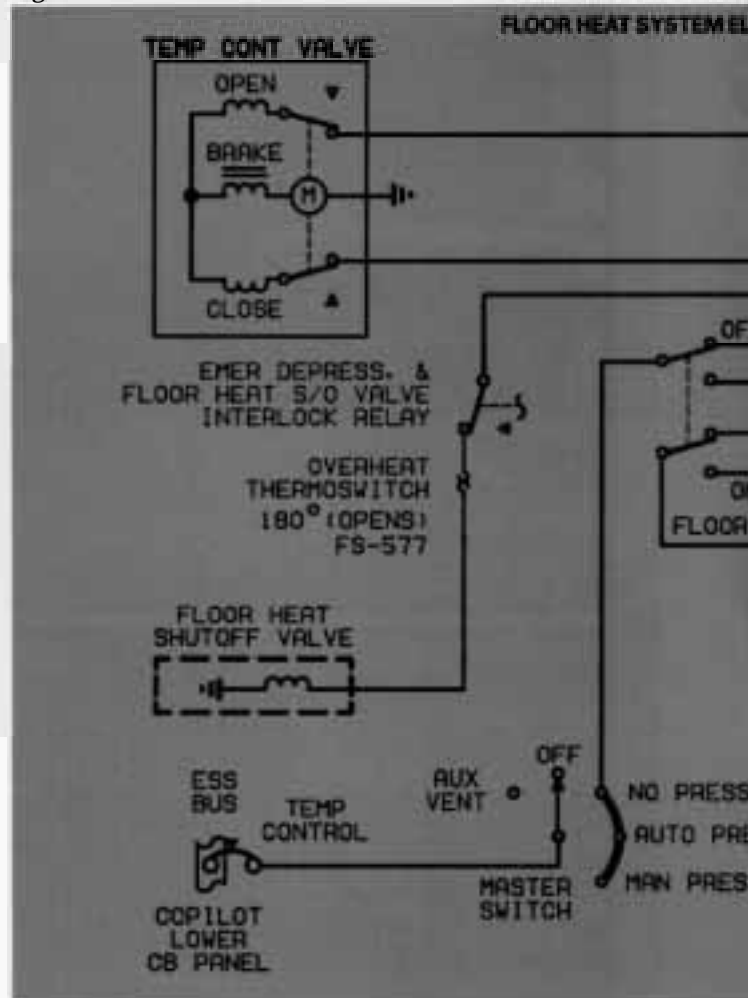 FLOOR HEAT SYSTEM EL
TEMP CONT VALVE
OPEN
BRAKE
M
CLOSE
EMER DEPRESS. &
FLOOR HEAT S/O VALVE
INTERLOCK RELAY
OVERHEAT
THERMOSWITCH
180° (OPENS)
FS-577
FLOOR
FLOOR HEAT
SHUTOFF VALVE
OFF
ESS
BUS
TEMP
CONTROL
AUX
VENT
NO PRESS
AUTO PRE
MAN PRES
MASTER
SWITCH
COPILOT
LOWER
CB PANEL